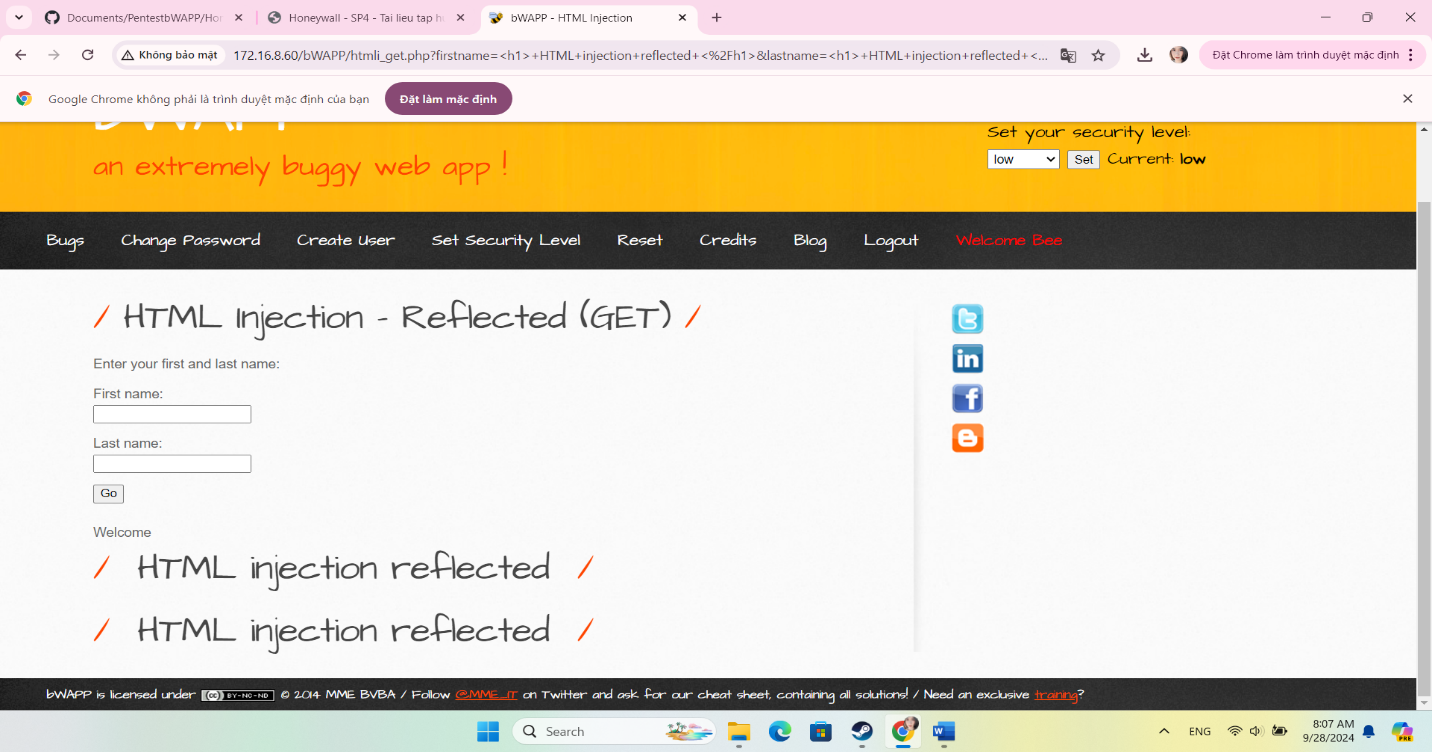 Documents/PentestbWAPP/Ho
Honeywall - SP4 - Tai lieu tap h
bWAPP - HTML Injection
Không bảo mật
172.16.8.60/bWAPP/htmli_get.php?firstname=<h1>+HTML+injection+reflected+<%2Fh1>&lastname=<h1>+HTML+injection+reflected+<...
Đặt Chrome làm trình duyệt mặc định
Google Chrome không phải là trình duyệt mặc định của bạn
Đặt làm mặc định
bWAPP
an extremely buggy web app !
Set your security level:
low
Set
Current: low
Bugs
Change Password
Create User
Set Security Level
Reset
Credits
Blog
Logout
Welcome Bee
/ HTML Injection - Reflected (GET) /
Enter your first and last name:
First name:
Last name:
Go
Welcome
/ HTML injection reflected /
/ HTML injection reflected /
bWAPP is licensed under
cc BY-NC-ND
© 2014 MME BVBA / Follow @MME_IT on Twitter and ask for our cheat sheet, containing all solutions! / Need an exclusive training?
Search
ENG
8:07 AM
9/28/2024
PRE